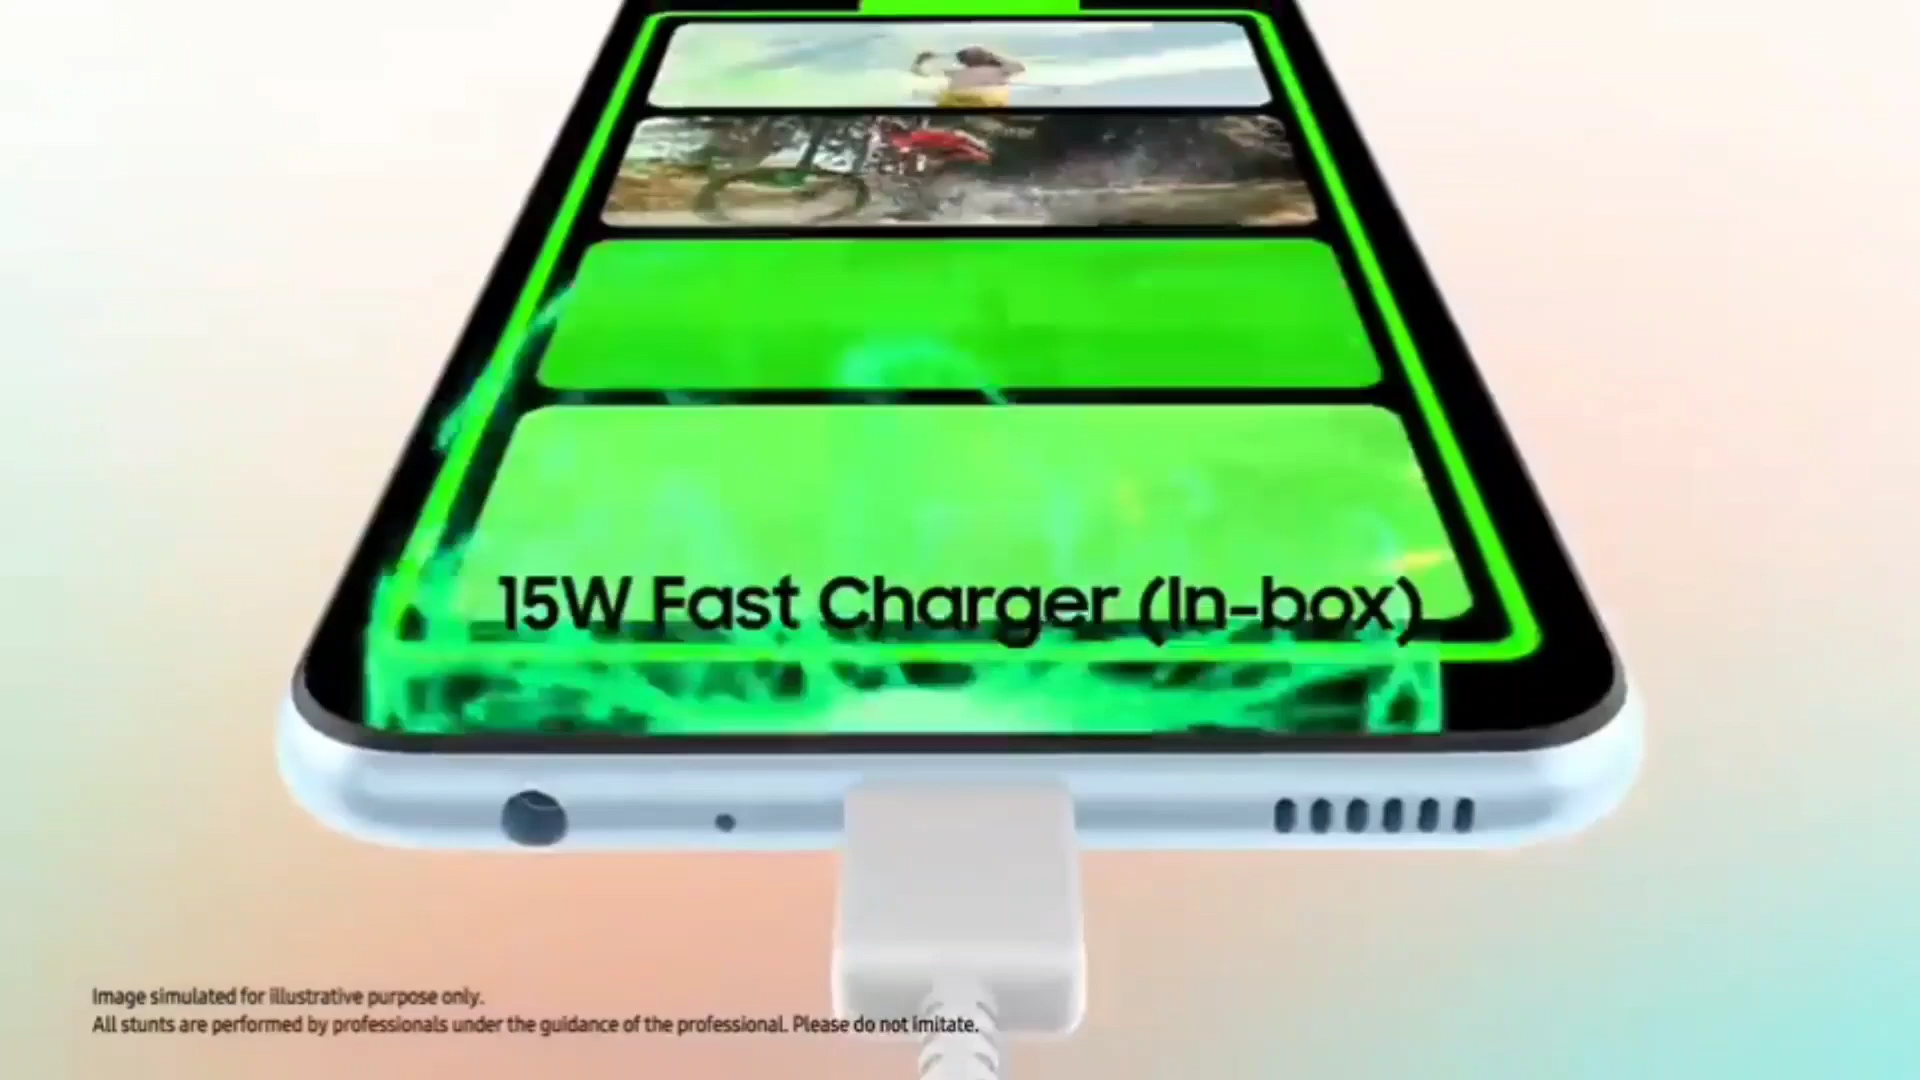 15W Fast Charger (In-box)
Image simulated for illustrative purpose only.
All stunts are performed by professionals under the guidance of the professional. Please do not imitate.